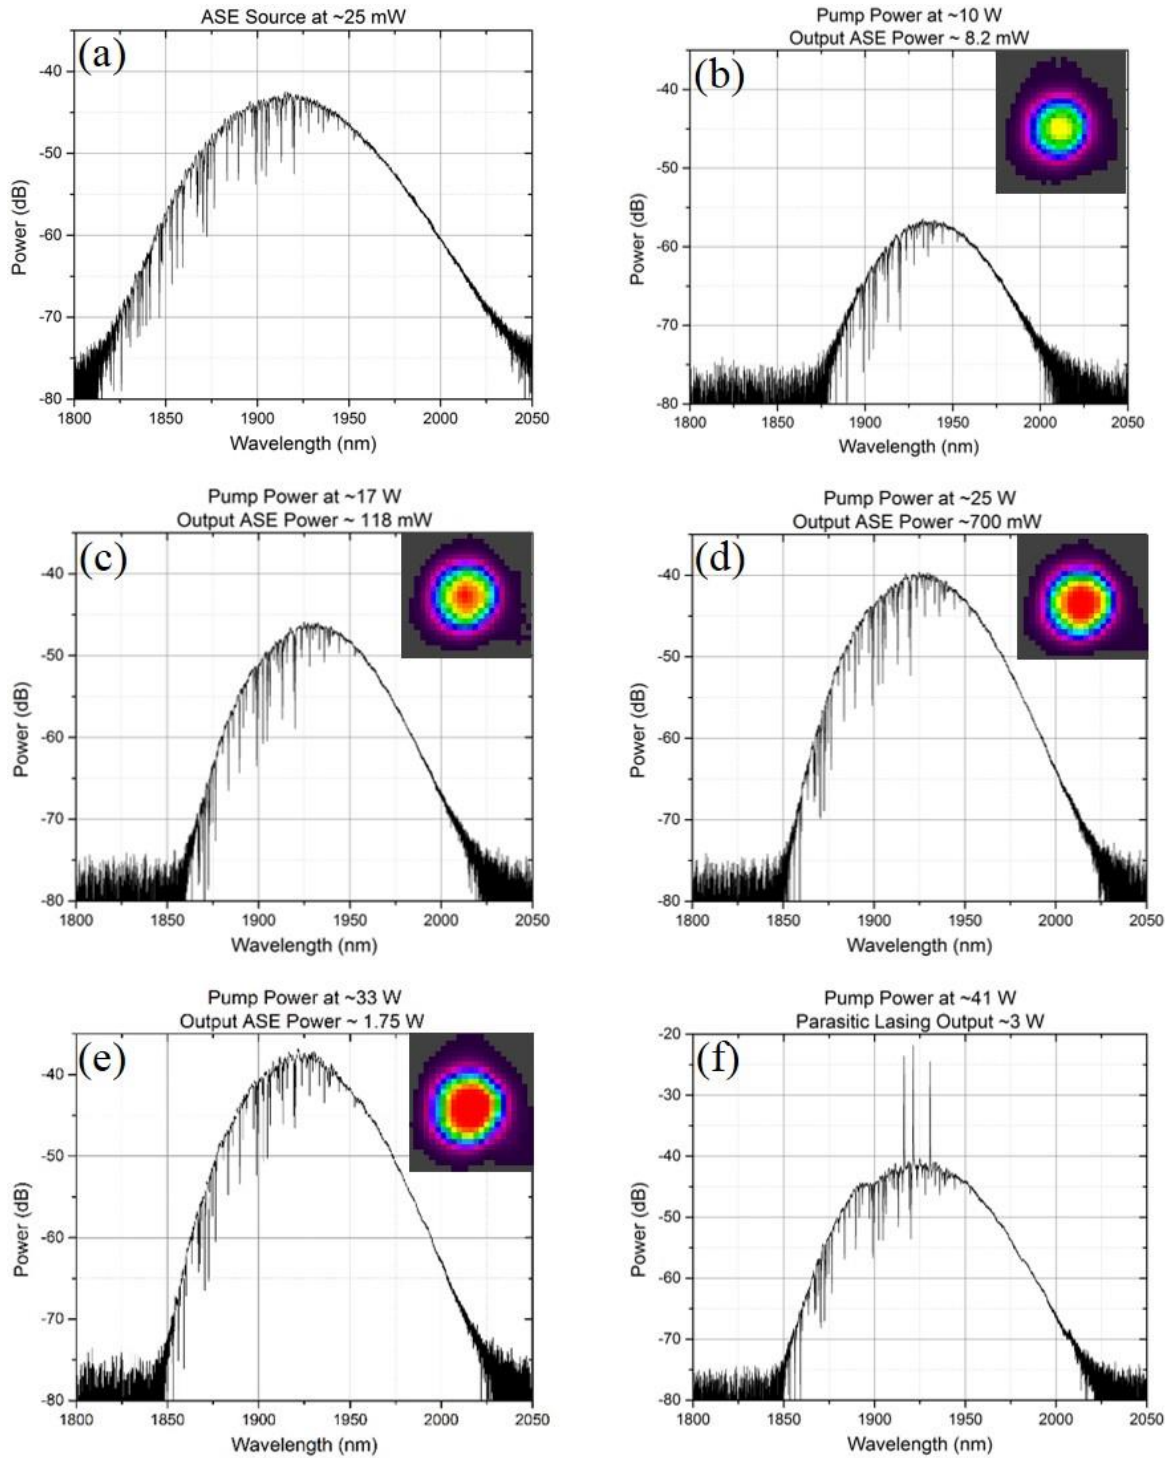 ASE Source at ~25 mW
(a)
-40
-50
-60
-70
-80
Power (dB)
1800 1850 1900 1950 2000 2050
Wavelength (nm)
Pump Power at ~10 W
Output ASE Power ~ 8.2 mW
(b)
-40
-50
-60
-70
-80
Power (dB)
1800 1850 1900 1950 2000 2050
Wavelength (nm)
Pump Power at ~17 W
Output ASE Power ~ 118 mW
(c)
-40
-50
-60
-70
-80
Power (dB)
1800 1850 1900 1950 2000 2050
Wavelength (nm)
Pump Power at ~25 W
Output ASE Power ~700 mW
(d)
-40
-50
-60
-70
-80
Power (dB)
1800 1850 1900 1950 2000 2050
Wavelength (nm)
Pump Power at ~33 W
Output ASE Power ~ 1.75 W
(e)
-40
-50
-60
-70
-80
Power (dB)
1800 1850 1900 1950 2000 2050
Wavelength (nm)
Pump Power at ~41 W
Parasitic Lasing Output ~3 W
(f)
-20
-30
-40
-50
-60
-70
-80
Power (dB)
1800 1850 1900 1950 2000 2050
Wavelength (nm)